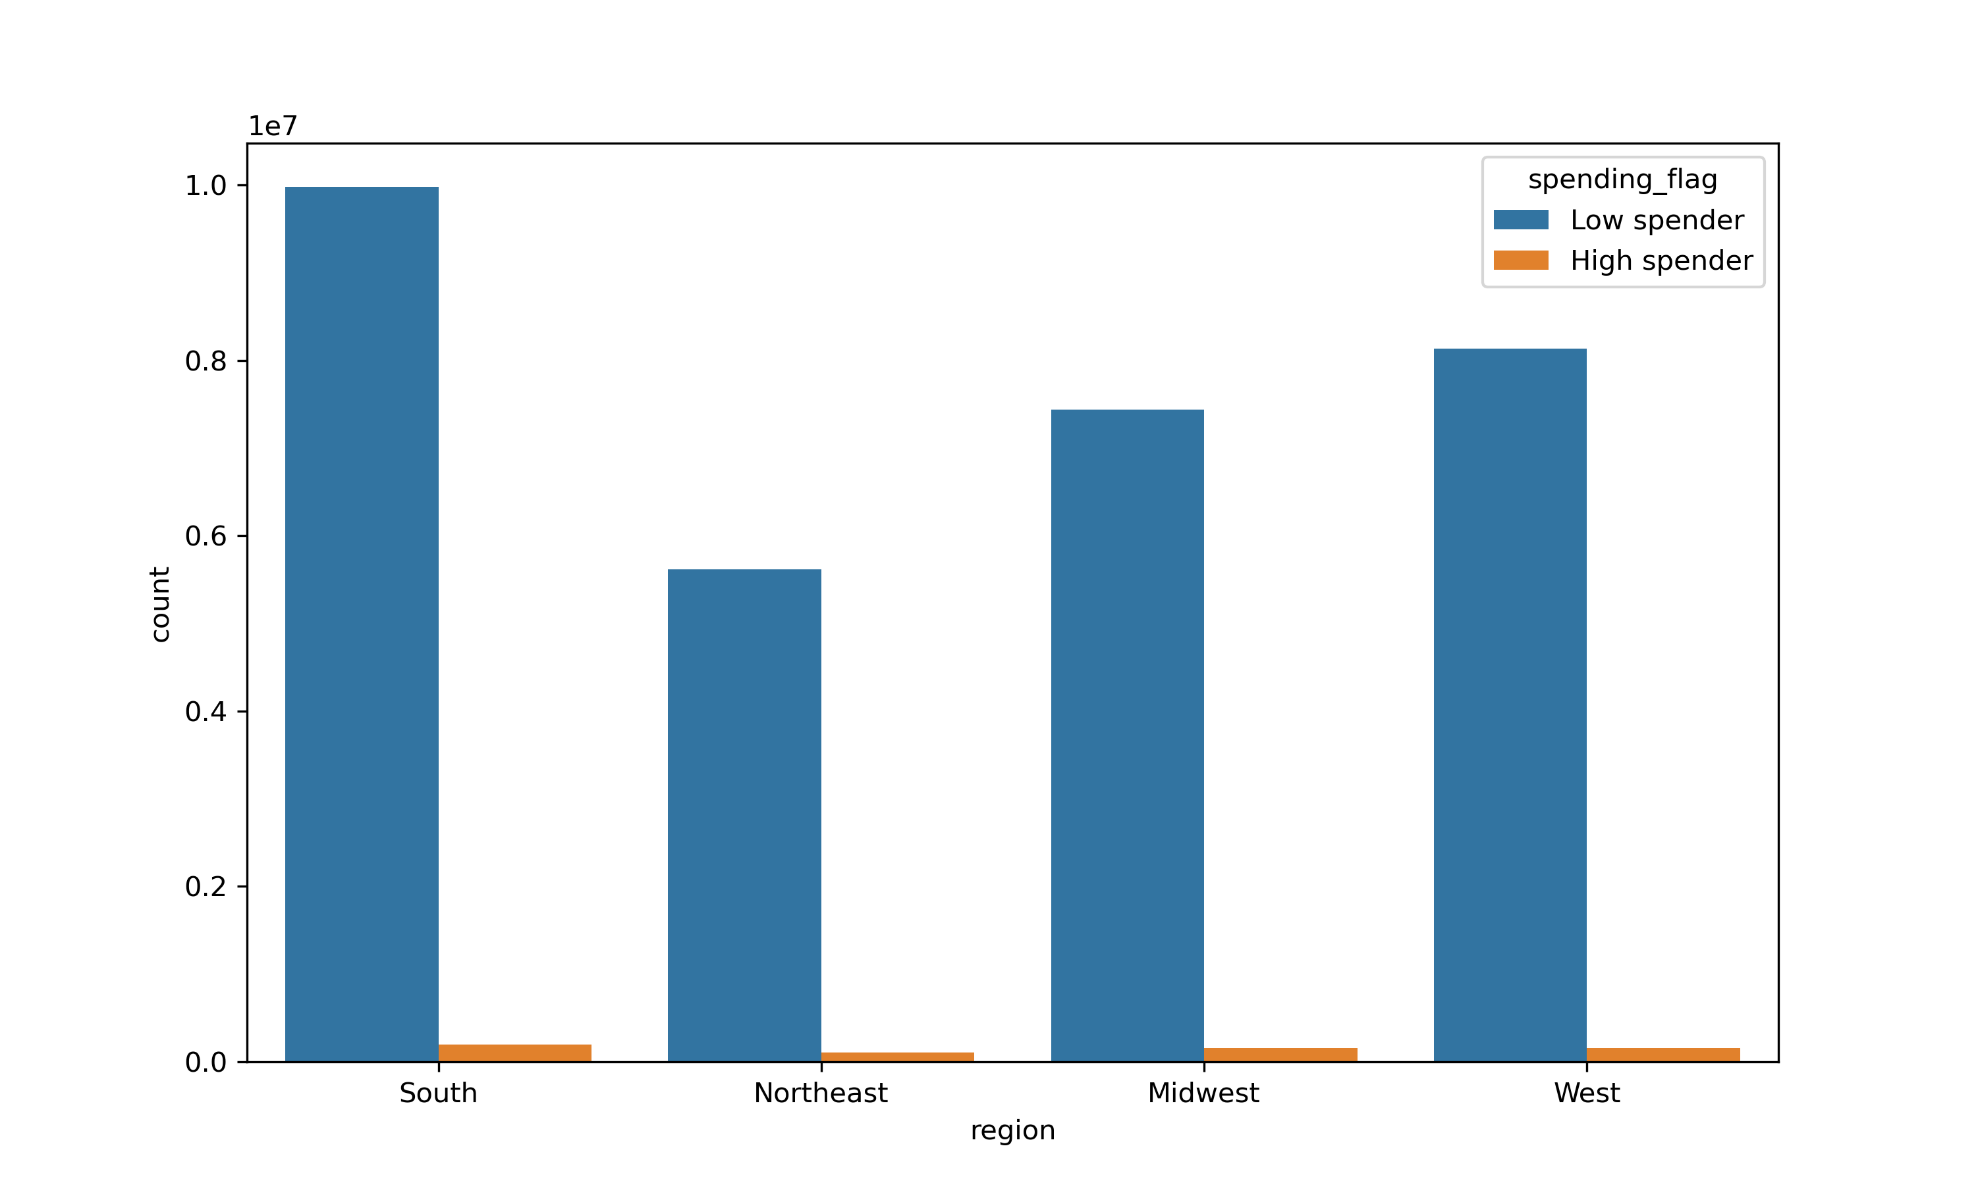 1e7
1.0
0.8
0.6
0.4
0.2
0.0
count
South
Northeast
Midwest
West
region
spending_flag
Low spender
High spender